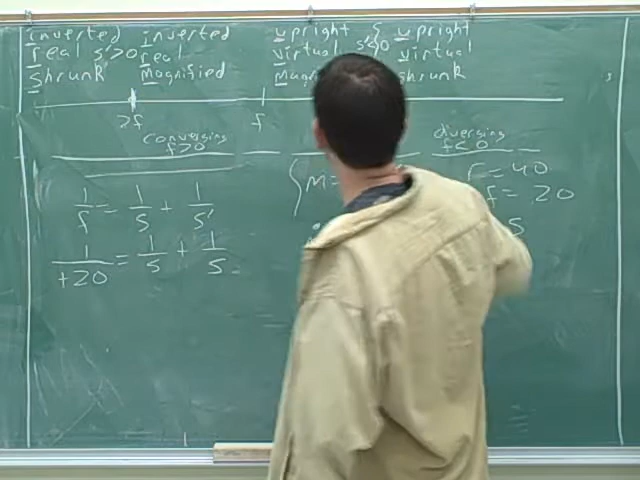 inverted inverted upright { upright
real s'>0 real virtual s'<0 virtual
shrunk magnified shrunk
2f f
converging diverging
f>0 f<0
{ m= r=40
1/f = 1/s + 1/s' f= 20
1/+20 = 1/s + 1/s